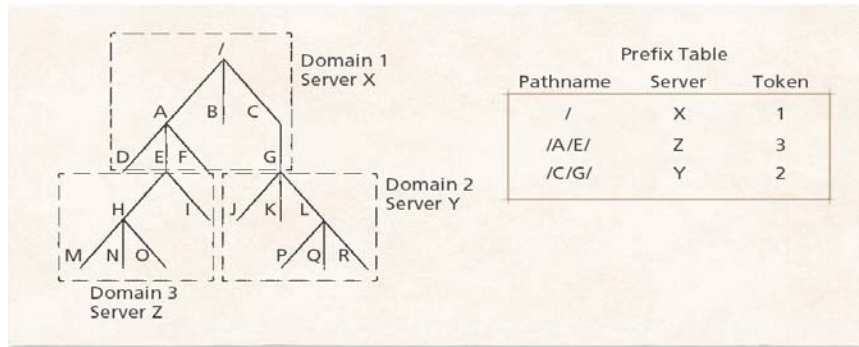 /
Domain 1
Server X
A B C
D E F G
Domain 2
Server Y
H I J K L
M N O P Q R
Domain 3
Server Z
Prefix Table
Pathname Server Token
/ X 1
/A/E/ Z 3
/C/G/ Y 2